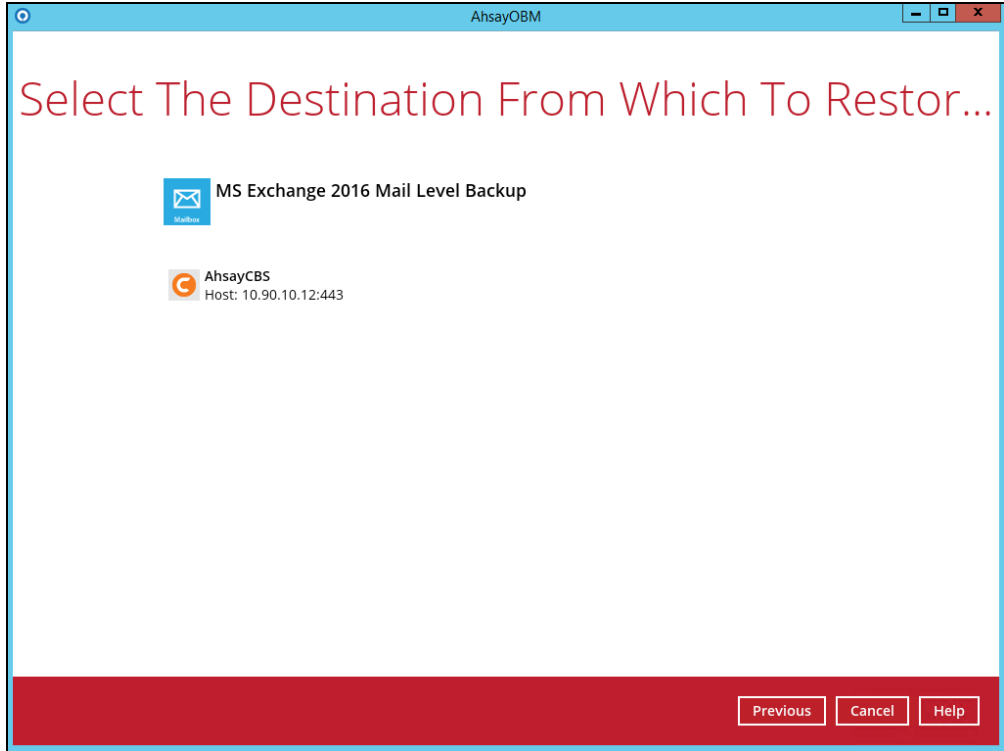 AhsayOBM
Select The Destination From Which To Restor...
MS Exchange 2016 Mail Level Backup
Mailbox
AhsayCBS
Host: 10.90.10.12:443
Previous
Cancel
Help